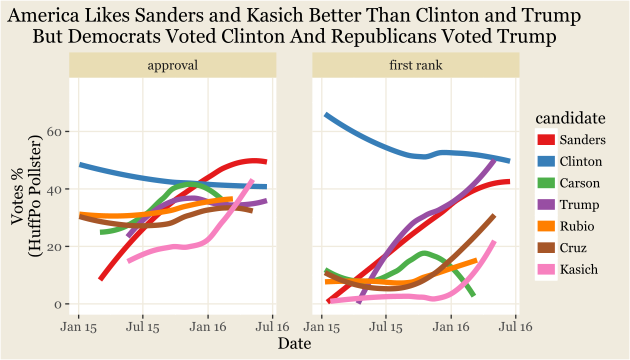 America Likes Sanders and Kasich Better Than Clinton and Trump
But Democrats Voted Clinton And Republicans Voted Trump
approval
first rank
Votes %
(HuffPo Pollster)
60
40
20
0
Jan 15
Jul 15
Jan 16
Jul 16
Jan 15
Jul 15
Jan 16
Jul 16
Date
candidate
Sanders
Clinton
Carson
Trump
Rubio
Cruz
Kasich